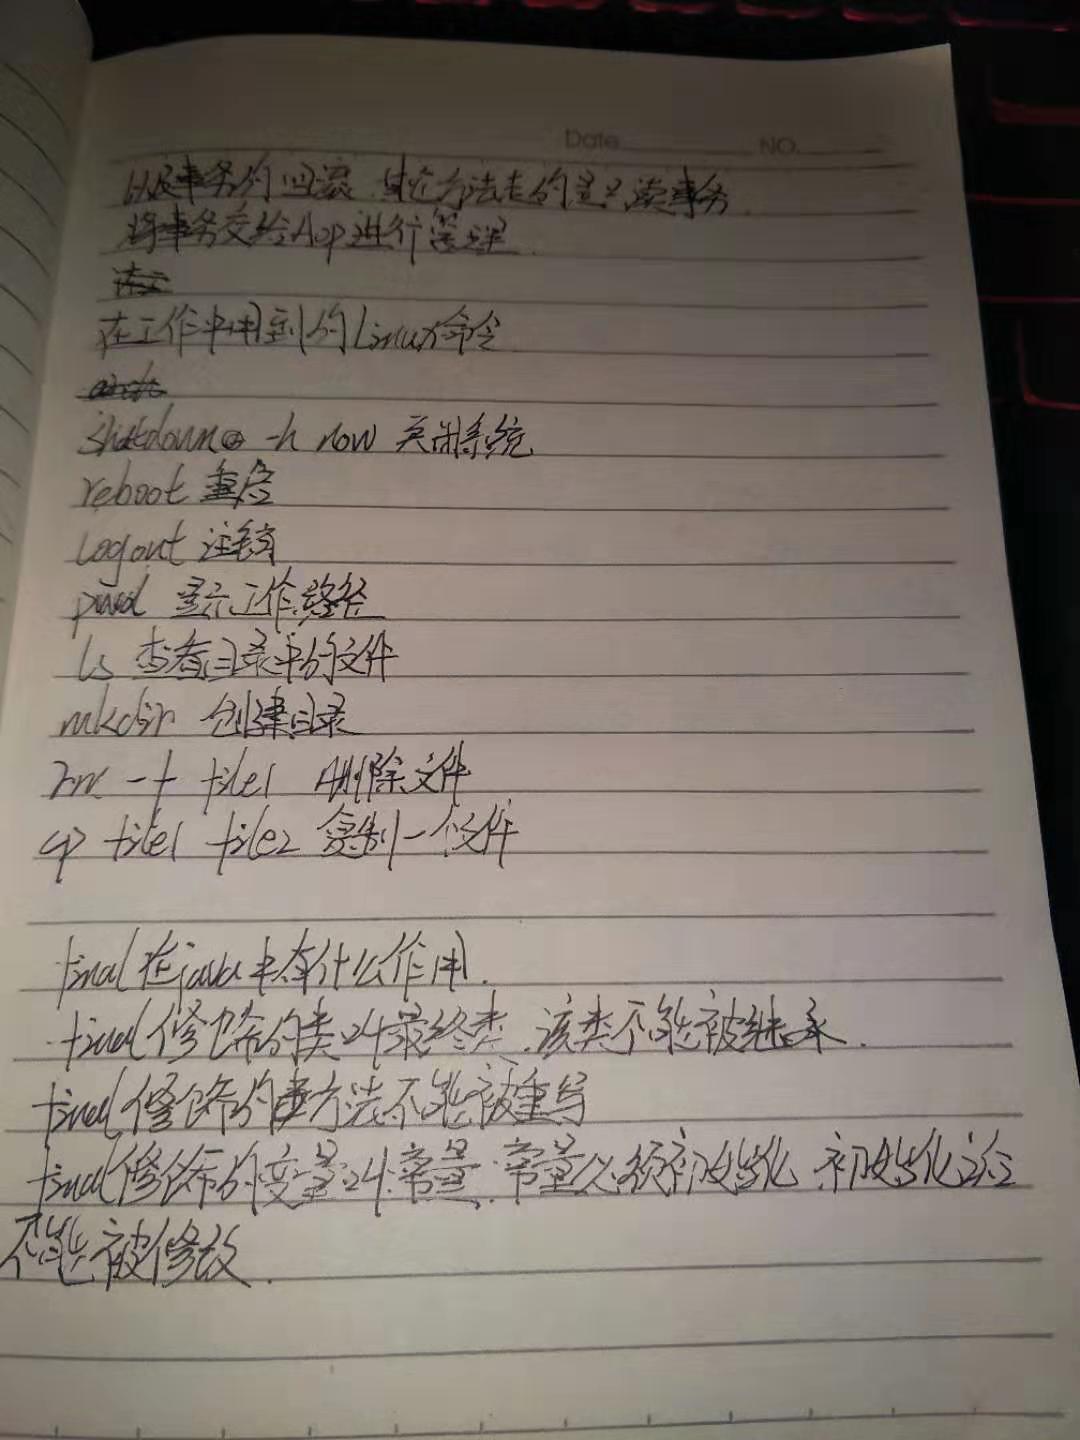 Date NO.
以及事务的回滚 其它方法走的是只读事务.
将事务交给Aop进行管理.
在工作中用到的Linux命令
shutdown -h now 关闭系统
reboot 重启
logout 注销
pwd 显示工作路径
ls 查看目录中的文件
mkdir 创建目录
rm -f file1 删除文件
cp file1 file2 复制一个文件
final在java中有什么作用.
final修饰的类叫最终类.该类不能被继承.
final修饰的方法不能被重写
final修饰的变量叫常量.常量必须初始化 初始化之后
不能被修改.